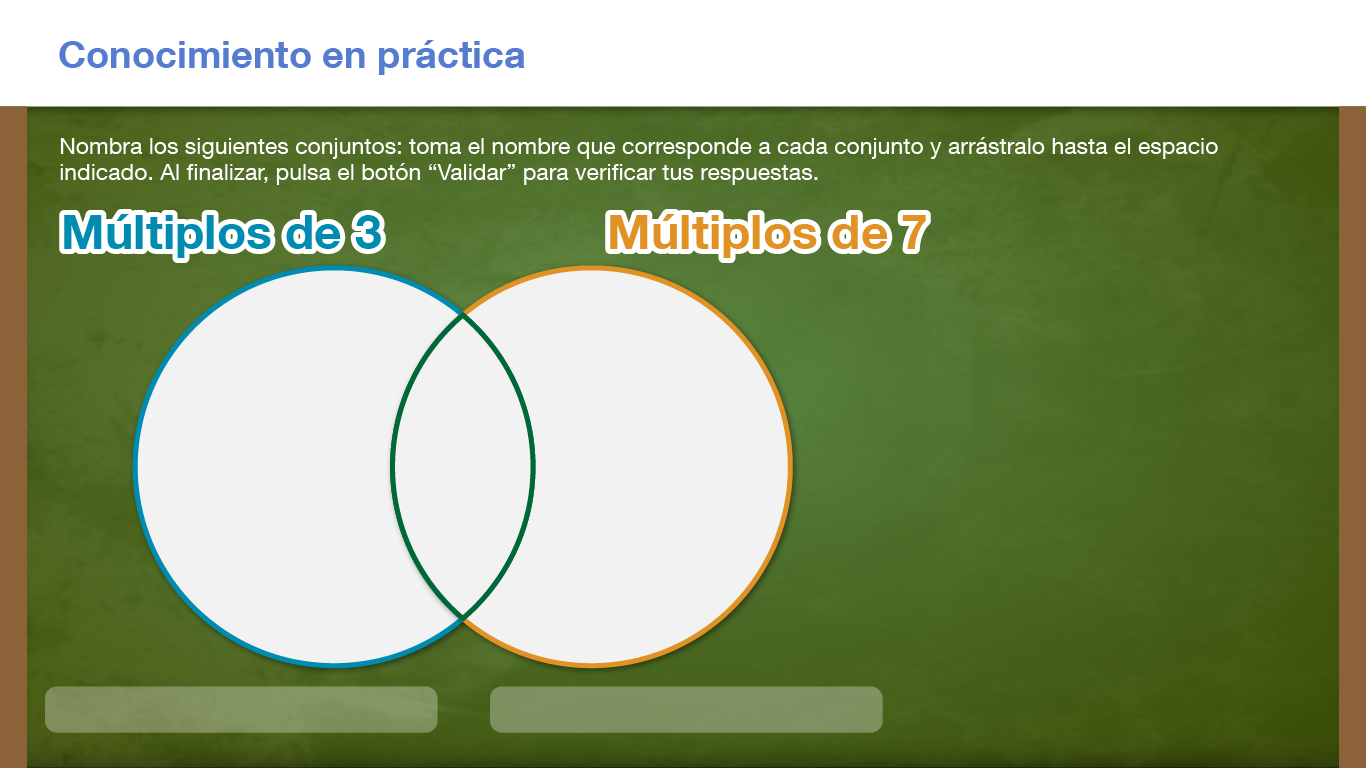 Conocimiento en práctica
Nombra los siguientes conjuntos: toma el nombre que corresponde a cada conjunto y arrástralo hasta el espacio
indicado. Al finalizar, pulsa el botón “Validar” para verificar tus respuestas.
Múltiplos de 3
Múltiplos de 7